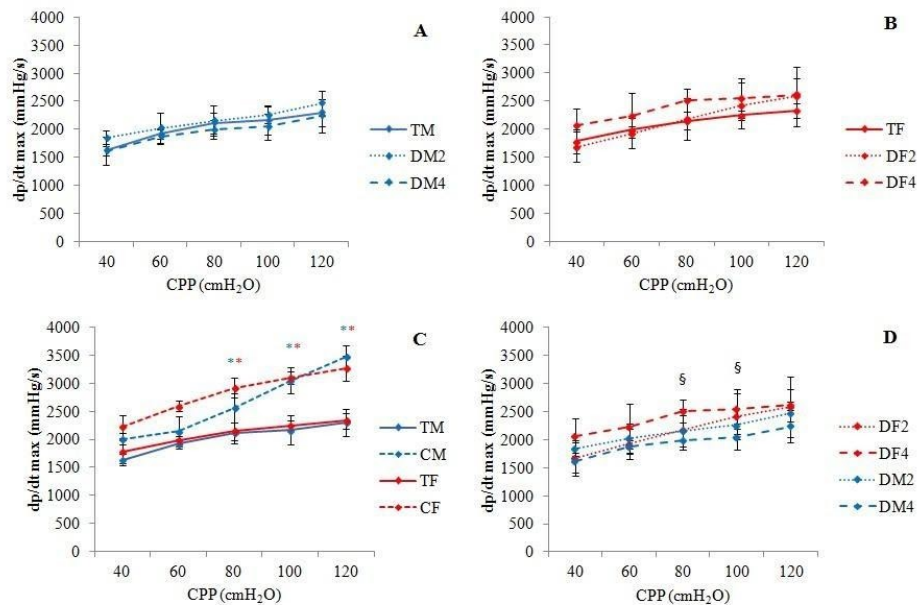 A
dp/dt max (mmHg/s)
4000
3500
3000
2500
2000
1500
1000
500
0
40 60 80 100 120
CPP (cmH₂O)
TM
DM2
DM4
B
dp/dt max (mmHg/s)
4000
3500
3000
2500
2000
1500
1000
500
0
40 60 80 100 120
CPP (cmH₂O)
TF
DF2
DF4
C
dp/dt max (mmHg/s)
4000
3500
3000
2500
2000
1500
1000
500
0
** ** **
40 60 80 100 120
CPP (cmH₂O)
TM
CM
TF
CF
D
dp/dt max (mmHg/s)
4000
3500
3000
2500
2000
1500
1000
500
0
§ §
40 60 80 100 120
CPP (cmH₂O)
DF2
DF4
DM2
DM4